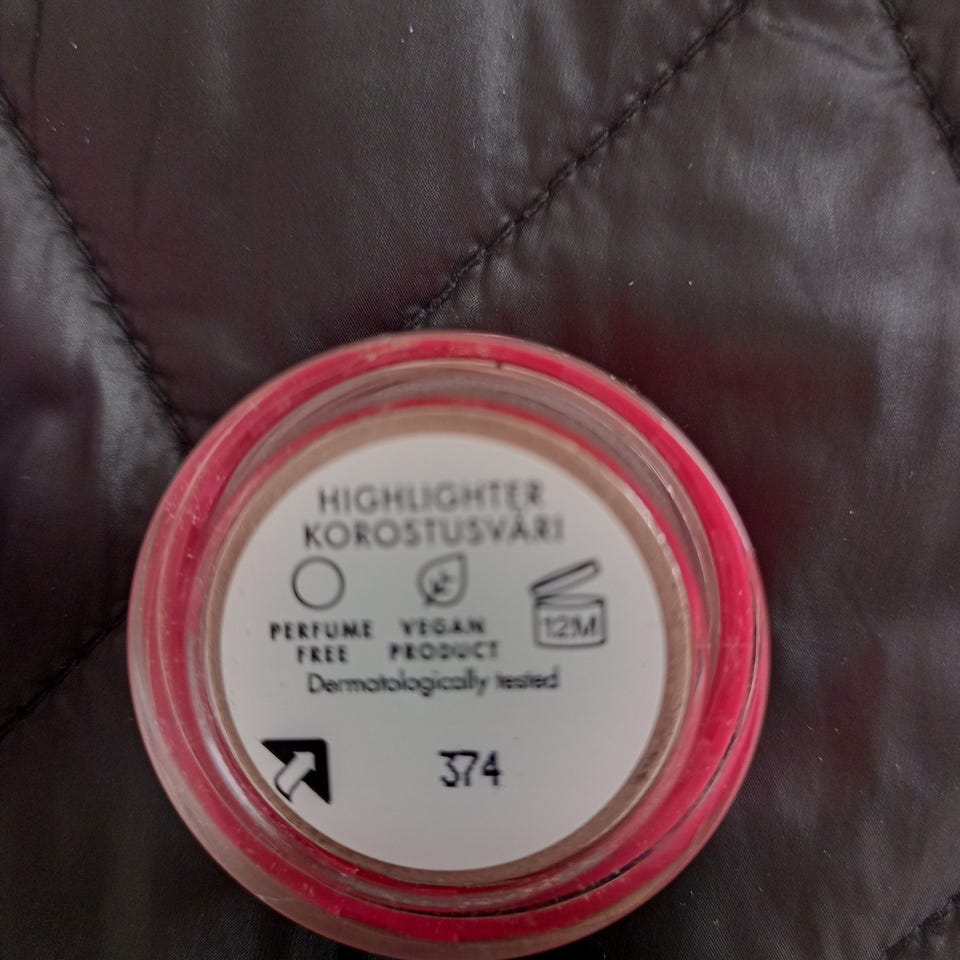 HIGHLIGHTER
KOROSTUSVÄRI
PERFUME VEGAN 12M
FREE PRODUCT
Dermatologically tested
374